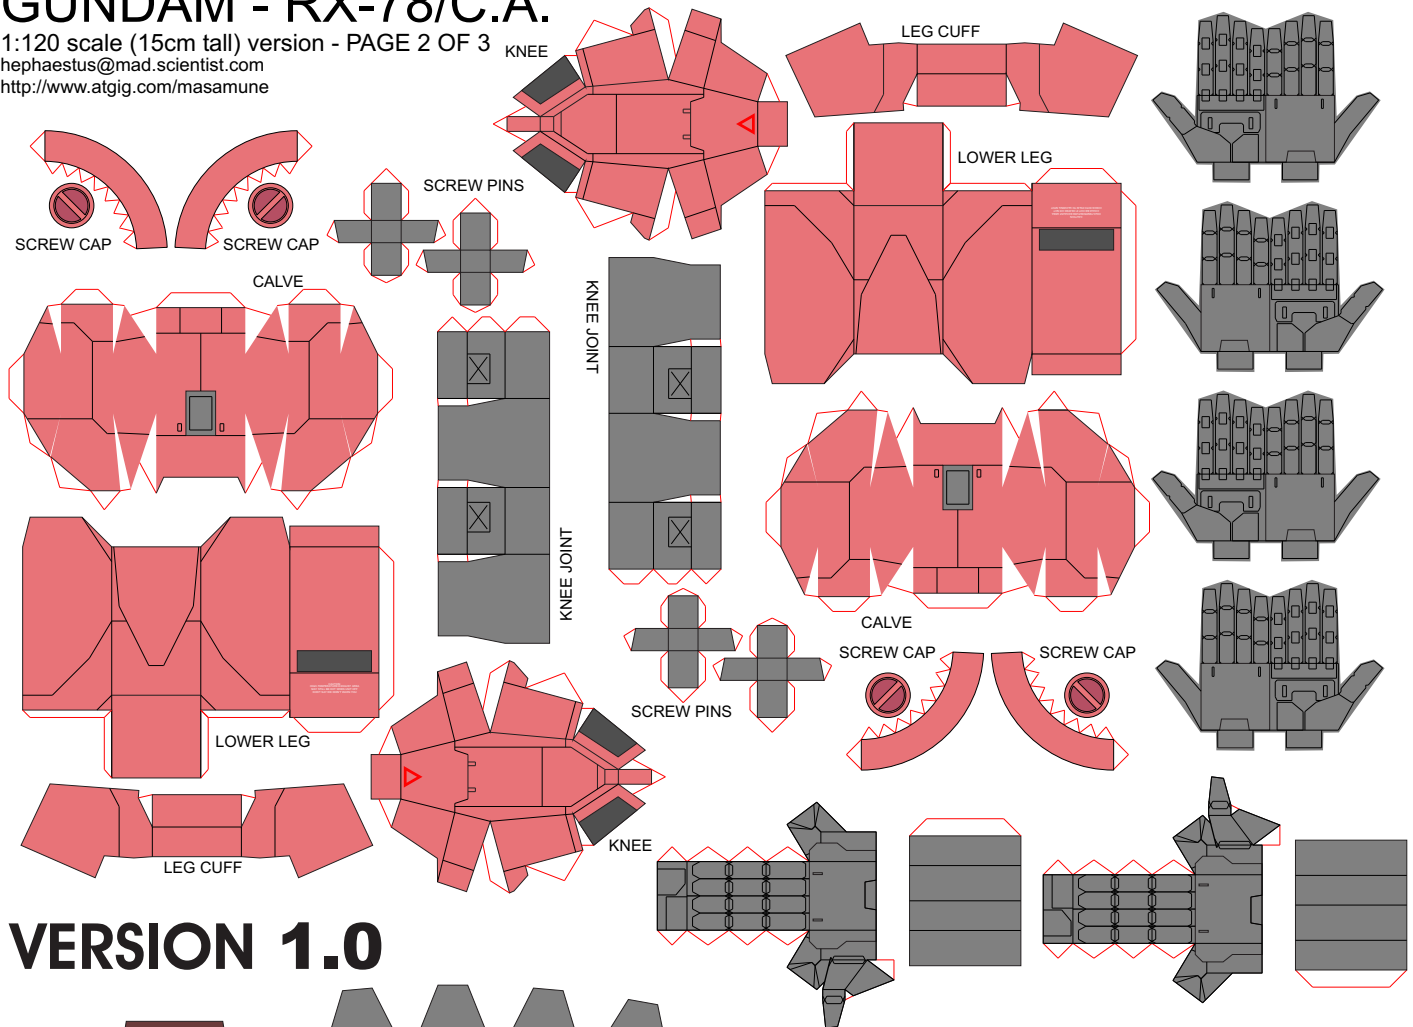 GUNDAM - RX-78/C.A.
1:120 scale (15cm tall) version - PAGE 2 OF 3
hephaestus@mad.scientist.com
http://www.atgig.com/masamune
KNEE
LEG CUFF
SCREW PINS
LOWER LEG
SCREW CAP
SCREW CAP
CALVE
KNEE JOINT
KNEE JOINT
CALVE
SCREW CAP
SCREW CAP
SCREW PINS
LOWER LEG
KNEE
LEG CUFF
VERSION 1.0